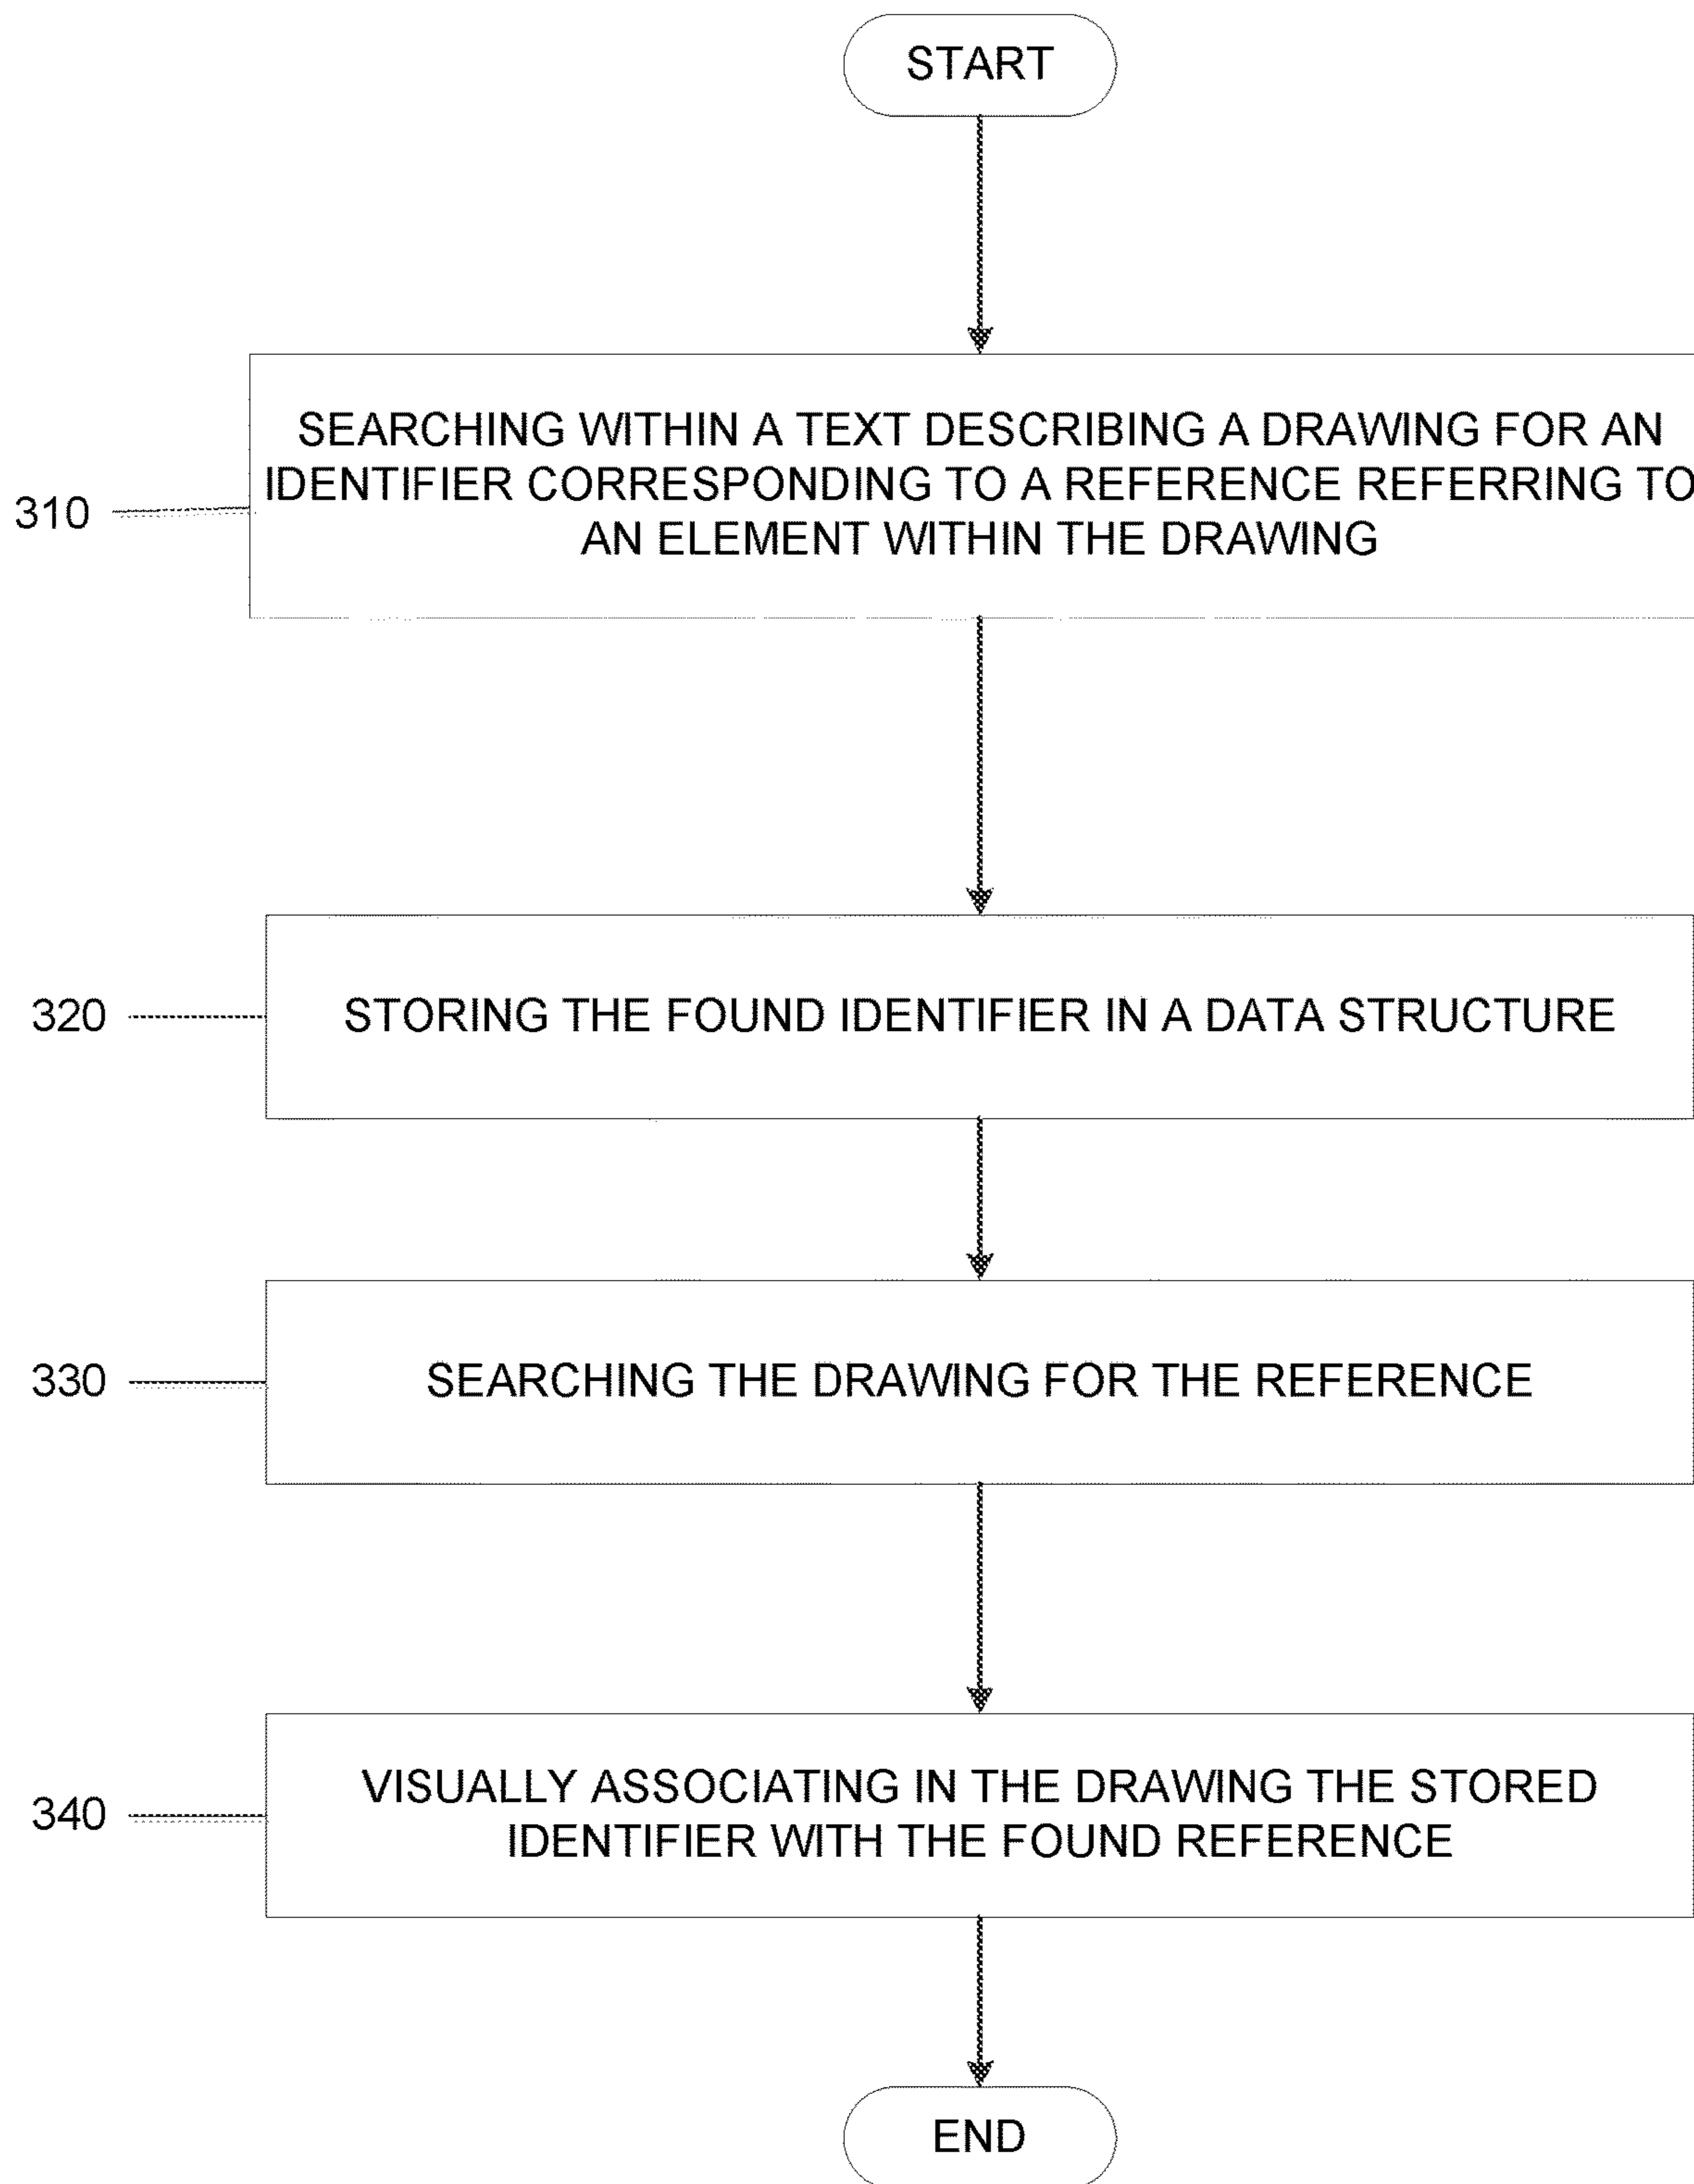 START
SEARCHING WITHIN A TEXT DESCRIBING A DRAWING FOR AN
IDENTIFIER CORRESPONDING TO A REFERENCE REFERRING TO
AN ELEMENT WITHIN THE DRAWING
310
STORING THE FOUND IDENTIFIER IN A DATA STRUCTURE
320
SEARCHING THE DRAWING FOR THE REFERENCE
330
VISUALLY ASSOCIATING IN THE DRAWING THE STORED
IDENTIFIER WITH THE FOUND REFERENCE
340
END